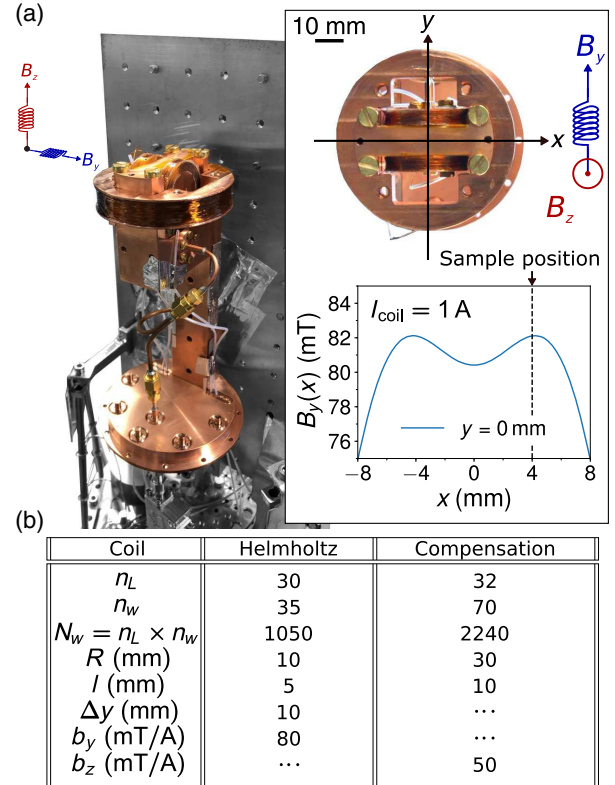 (a)
10 mm
y
x
B_z
B_y
B_y
B_z
Sample position
I_coil = 1 A
85
82
80
78
76
B_y(x) (mT)
y = 0 mm
−8
−4
0
4
8
x (mm)
(b)
Coil Helmholtz Compensation
n_L 30 32
n_w 35 70
N_w = n_L × n_w 1050 2240
R (mm) 10 30
l (mm) 5 10
Δy (mm) 10 ⋯
b_y (mT/A) 80 ⋯
b_z (mT/A) ⋯ 50